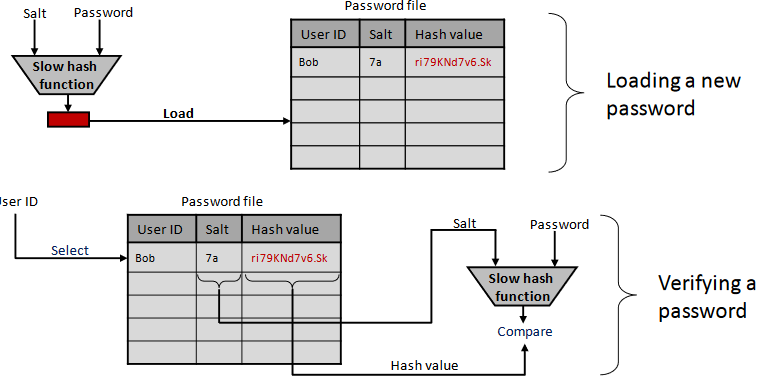 Password file
Salt
Password
User ID
Salt
Hash value
Slow hash
function
Bob
7a
ri79KNd7v6.Sk
Loading a new
password
Load
User ID
Password file
Select
User ID
Salt
Hash value
Bob
7a
ri79KNd7v6.Sk
Salt
Password
Slow hash
function
Verifying a
password
Compare
Hash value